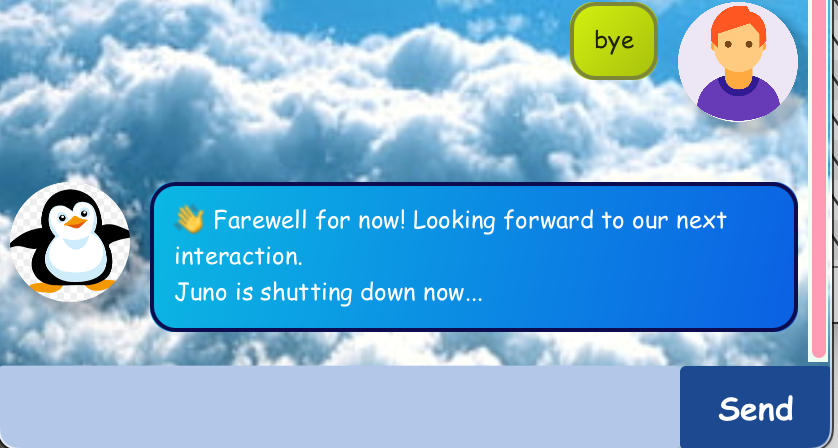 bye
👋 Farewell for now! Looking forward to our next
interaction.
Juno is shutting down now...
Send